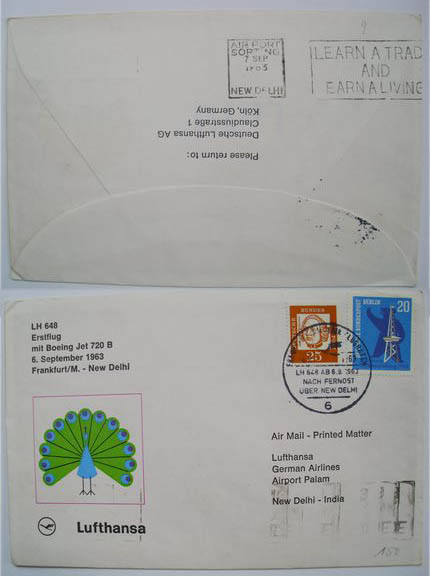 AIRPORT
SORTING
7 SEP
NEW DELHI
LEARN A TRAD
AND
EARN A LIVING
Please return to:
Deutsche Lufthansa AG
Claudiusstraße 1
Köln, Germany
LH 648
Erstflug
mit Boeing Jet 720 B
6. September 1963
Frankfurt/M. - New Delhi
25
BUNDESPOST BERLIN 20
LH 648 AB 6.9.1963
NACH FERNOST
ÜBER NEW DELHI
6
Air Mail - Printed Matter
Lufthansa
German Airlines
Airport Palam
New Delhi - India
Lufthansa